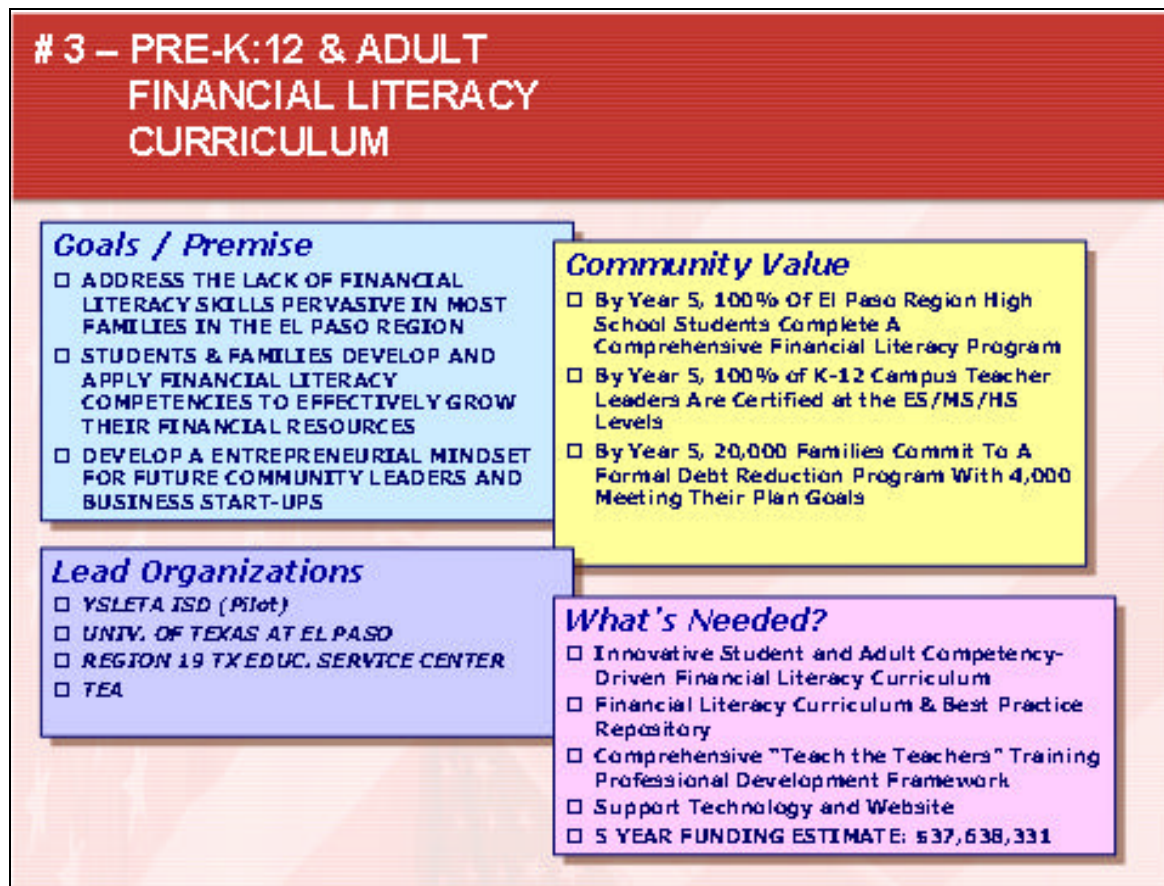 # 3 – PRE-K:12 & ADULT
FINANCIAL LITERACY
CURRICULUM
Goals / Premise
□ ADDRESS THE LACK OF FINANCIAL
LITERACY SKILLS PERVASIVE IN MOST
FAMILIES IN THE EL PASO REGION
□ STUDENTS & FAMILIES DEVELOP AND
APPLY FINANCIAL LITERACY
COMPETENCIES TO EFFECTIVELY GROW
THEIR FINANCIAL RESOURCES
□ DEVELOP A ENTREPRENEURIAL MINDSET
FOR FUTURE COMMUNITY LEADERS AND
BUSINESS START-UPS
Community Value
□ By Year 5, 100% Of El Paso Region High
School Students Complete A
Comprehensive Financial Literacy Program
□ By Year 5, 100% of K-12 Campus Teacher
Leaders Are Certified at the ES/MS/HS
Levels
□ By Year 5, 20,000 Families Commit To A
Formal Debt Reduction Program With 4,000
Meeting Their Plan Goals
Lead Organizations
□ YSLETA ISD (Pilot)
□ UNIV. OF TEXAS AT EL PASO
□ REGION 19 TX EDUC. SERVICE CENTER
□ TEA
What's Needed?
□ Innovative Student and Adult Competency-
Driven Financial Literacy Curriculum
□ Financial Literacy Curriculum & Best Practice
Repository
□ Comprehensive "Teach the Teachers" Training
Professional Development Framework
□ Support Technology and Website
□ 5 YEAR FUNDING ESTIMATE: $37,638,331